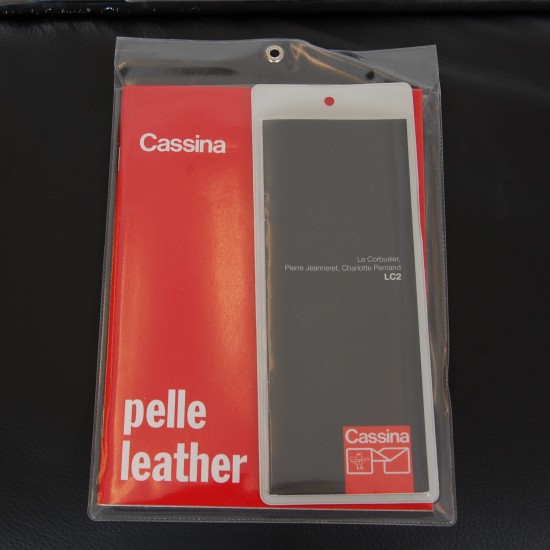 Cassina
Le Corbusier,
Pierre Jeanneret, Charlotte Perriand
LC2
pelle
leather
Cassina